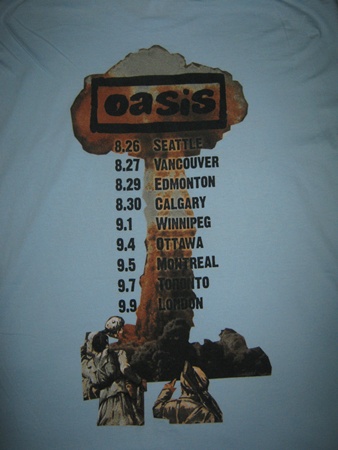 oasis
8.26 SEATTLE
8.27 VANCOUVER
8.29 EDMONTON
8.30 CALGARY
9.1 WINNIPEG
9.4 OTTAWA
9.5 MONTREAL
9.7 TORONTO
9.9 LONDON